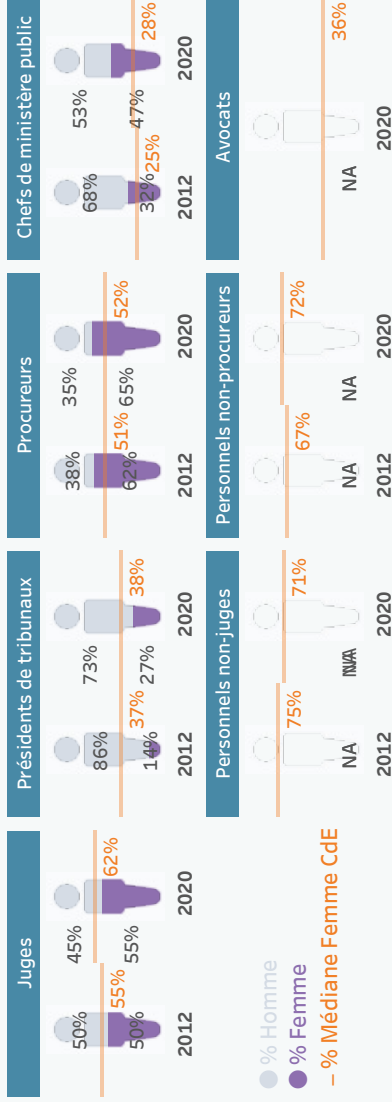 Juges
50%
50%
55%
2012
45%
55%
62%
2020
Présidents de tribunaux
86%
14%
37%
2012
73%
27%
38%
2020
Procureurs
38%
62%
51%
2012
35%
65%
52%
2020
Chefs de ministère public
68%
32%
25%
2012
53%
47%
28%
2020
% Homme
% Femme
– % Médiane Femme CdE
Personnels non-juges
75%
NA
2012
71%
NA
NA
2020
Personnels non-procureurs
67%
NA
2012
72%
NA
2020
Avocats
NA
36%
2020